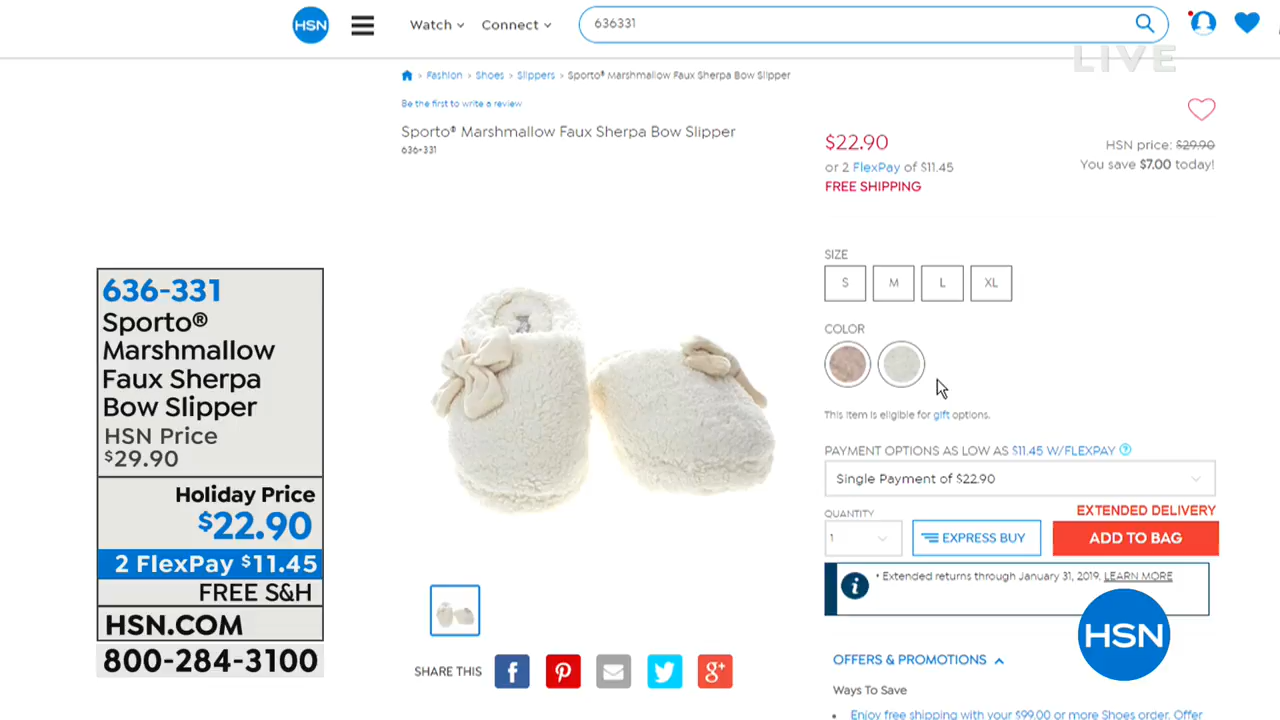 HSN
Watch
Connect
636331
LIVE
› Fashion › Shoes › Slippers › Sporto® Marshmallow Faux Sherpa Bow Slipper
Be the first to write a review
Sporto® Marshmallow Faux Sherpa Bow Slipper
636-331
$22.90
or 2 FlexPay of $11.45
FREE SHIPPING
HSN price: $29.90
You save $7.00 today!
SIZE
S M L XL
COLOR
This item is eligible for gift options.
PAYMENT OPTIONS AS LOW AS $11.45 W/FLEXPAY ?
Single Payment of $22.90
QUANTITY
1
EXPRESS BUY
EXTENDED DELIVERY
ADD TO BAG
• Extended returns through January 31, 2019. LEARN MORE
HSN
OFFERS & PROMOTIONS
Ways To Save
• Enjoy free shipping with your $99.00 or more Shoes order. Offer
SHARE THIS
636-331
Sporto®
Marshmallow
Faux Sherpa
Bow Slipper
HSN Price
$29.90
Holiday Price
$22.90
2 FlexPay $11.45
FREE S&H
HSN.COM
800-284-3100